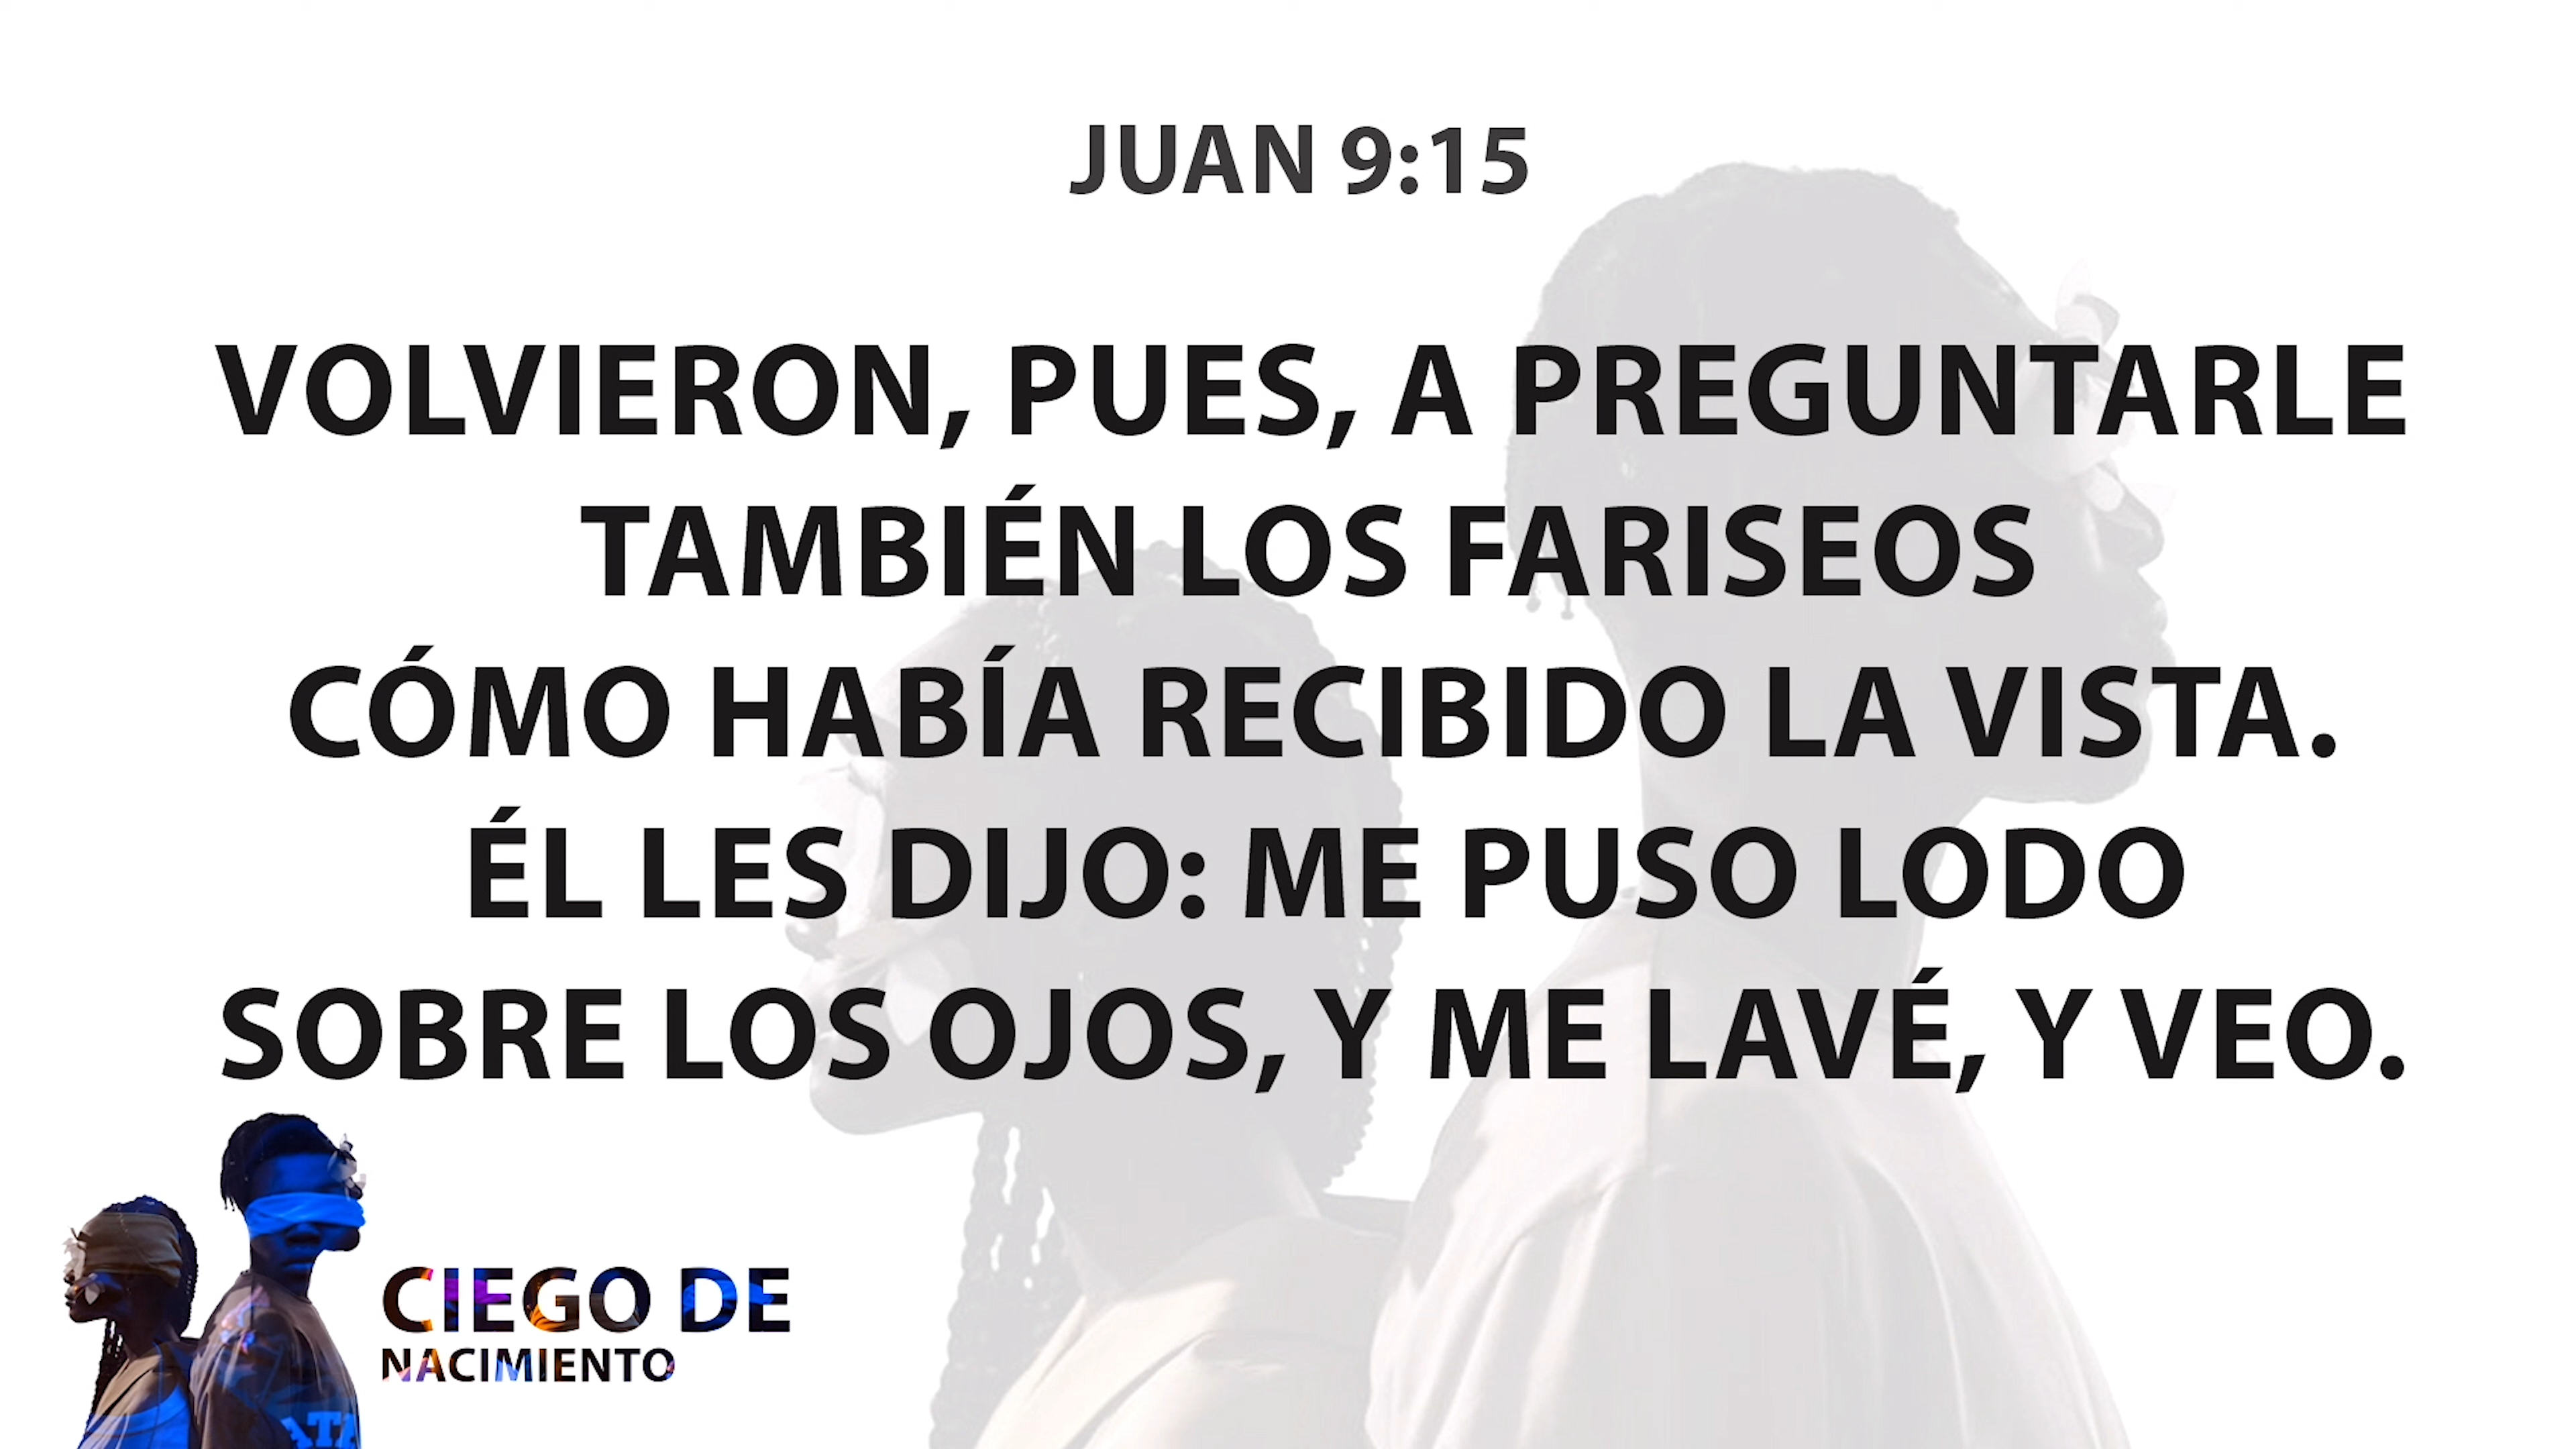 JUAN 9:15
VOLVIERON, PUES, A PREGUNTARLE
TAMBIÉN LOS FARISEOS
CÓMO HABÍA RECIBIDO LA VISTA.
ÉL LES DIJO: ME PUSO LODO
SOBRE LOS OJOS, Y ME LAVÉ, Y VEO.
CIEGO DE
NACIMIENTO